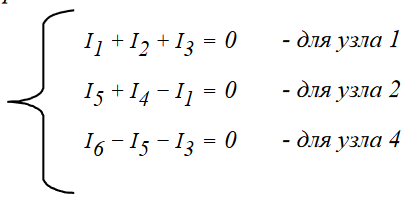 I₁ + I₂ + I₃ = 0 - для узла 1
I₅ + I₄ − I₁ = 0 - для узла 2
I₆ − I₅ − I₃ = 0 - для узла 4